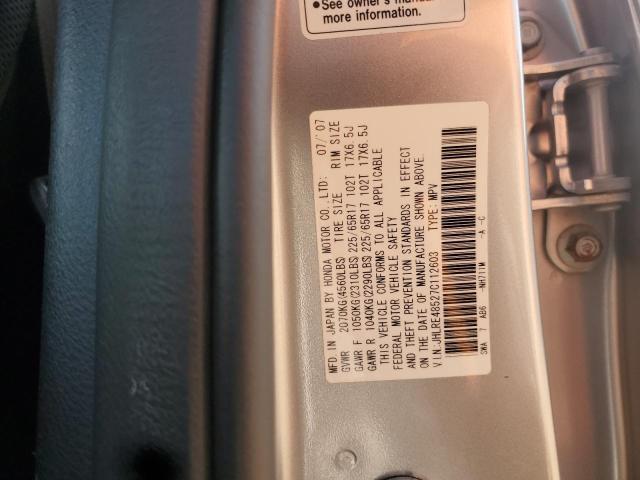 • See owner's manual
more information.
MFD. IN JAPAN BY HONDA MOTOR CO., LTD: 07/'07
GVWR 2070KG(4560LBS) TIRE SIZE RIM SIZE
GAWR F 1050KG(2310LBS) 225/65R17 102T 17X6.5J
GAWR R 1040KG(2290LBS) 225/65R17 102T 17X6.5J
THIS VEHICLE CONFORMS TO ALL APPLICABLE
FEDERAL MOTOR VEHICLE SAFETY
AND THEFT PREVENTION STANDARDS IN EFFECT
ON THE DATE OF MANUFACTURE SHOWN ABOVE.
VIN:JHLRE48527C112603 TYPE: MPV
SWA 7 AB6 -NH711M -A -C